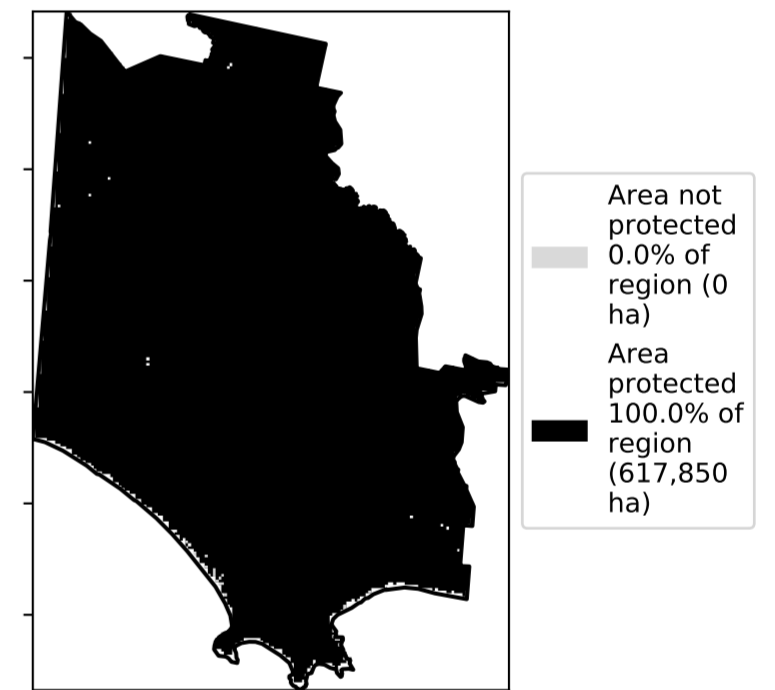 Area not
protected
0.0% of
region (0
ha)
Area
protected
100.0% of
region
(617,850
ha)